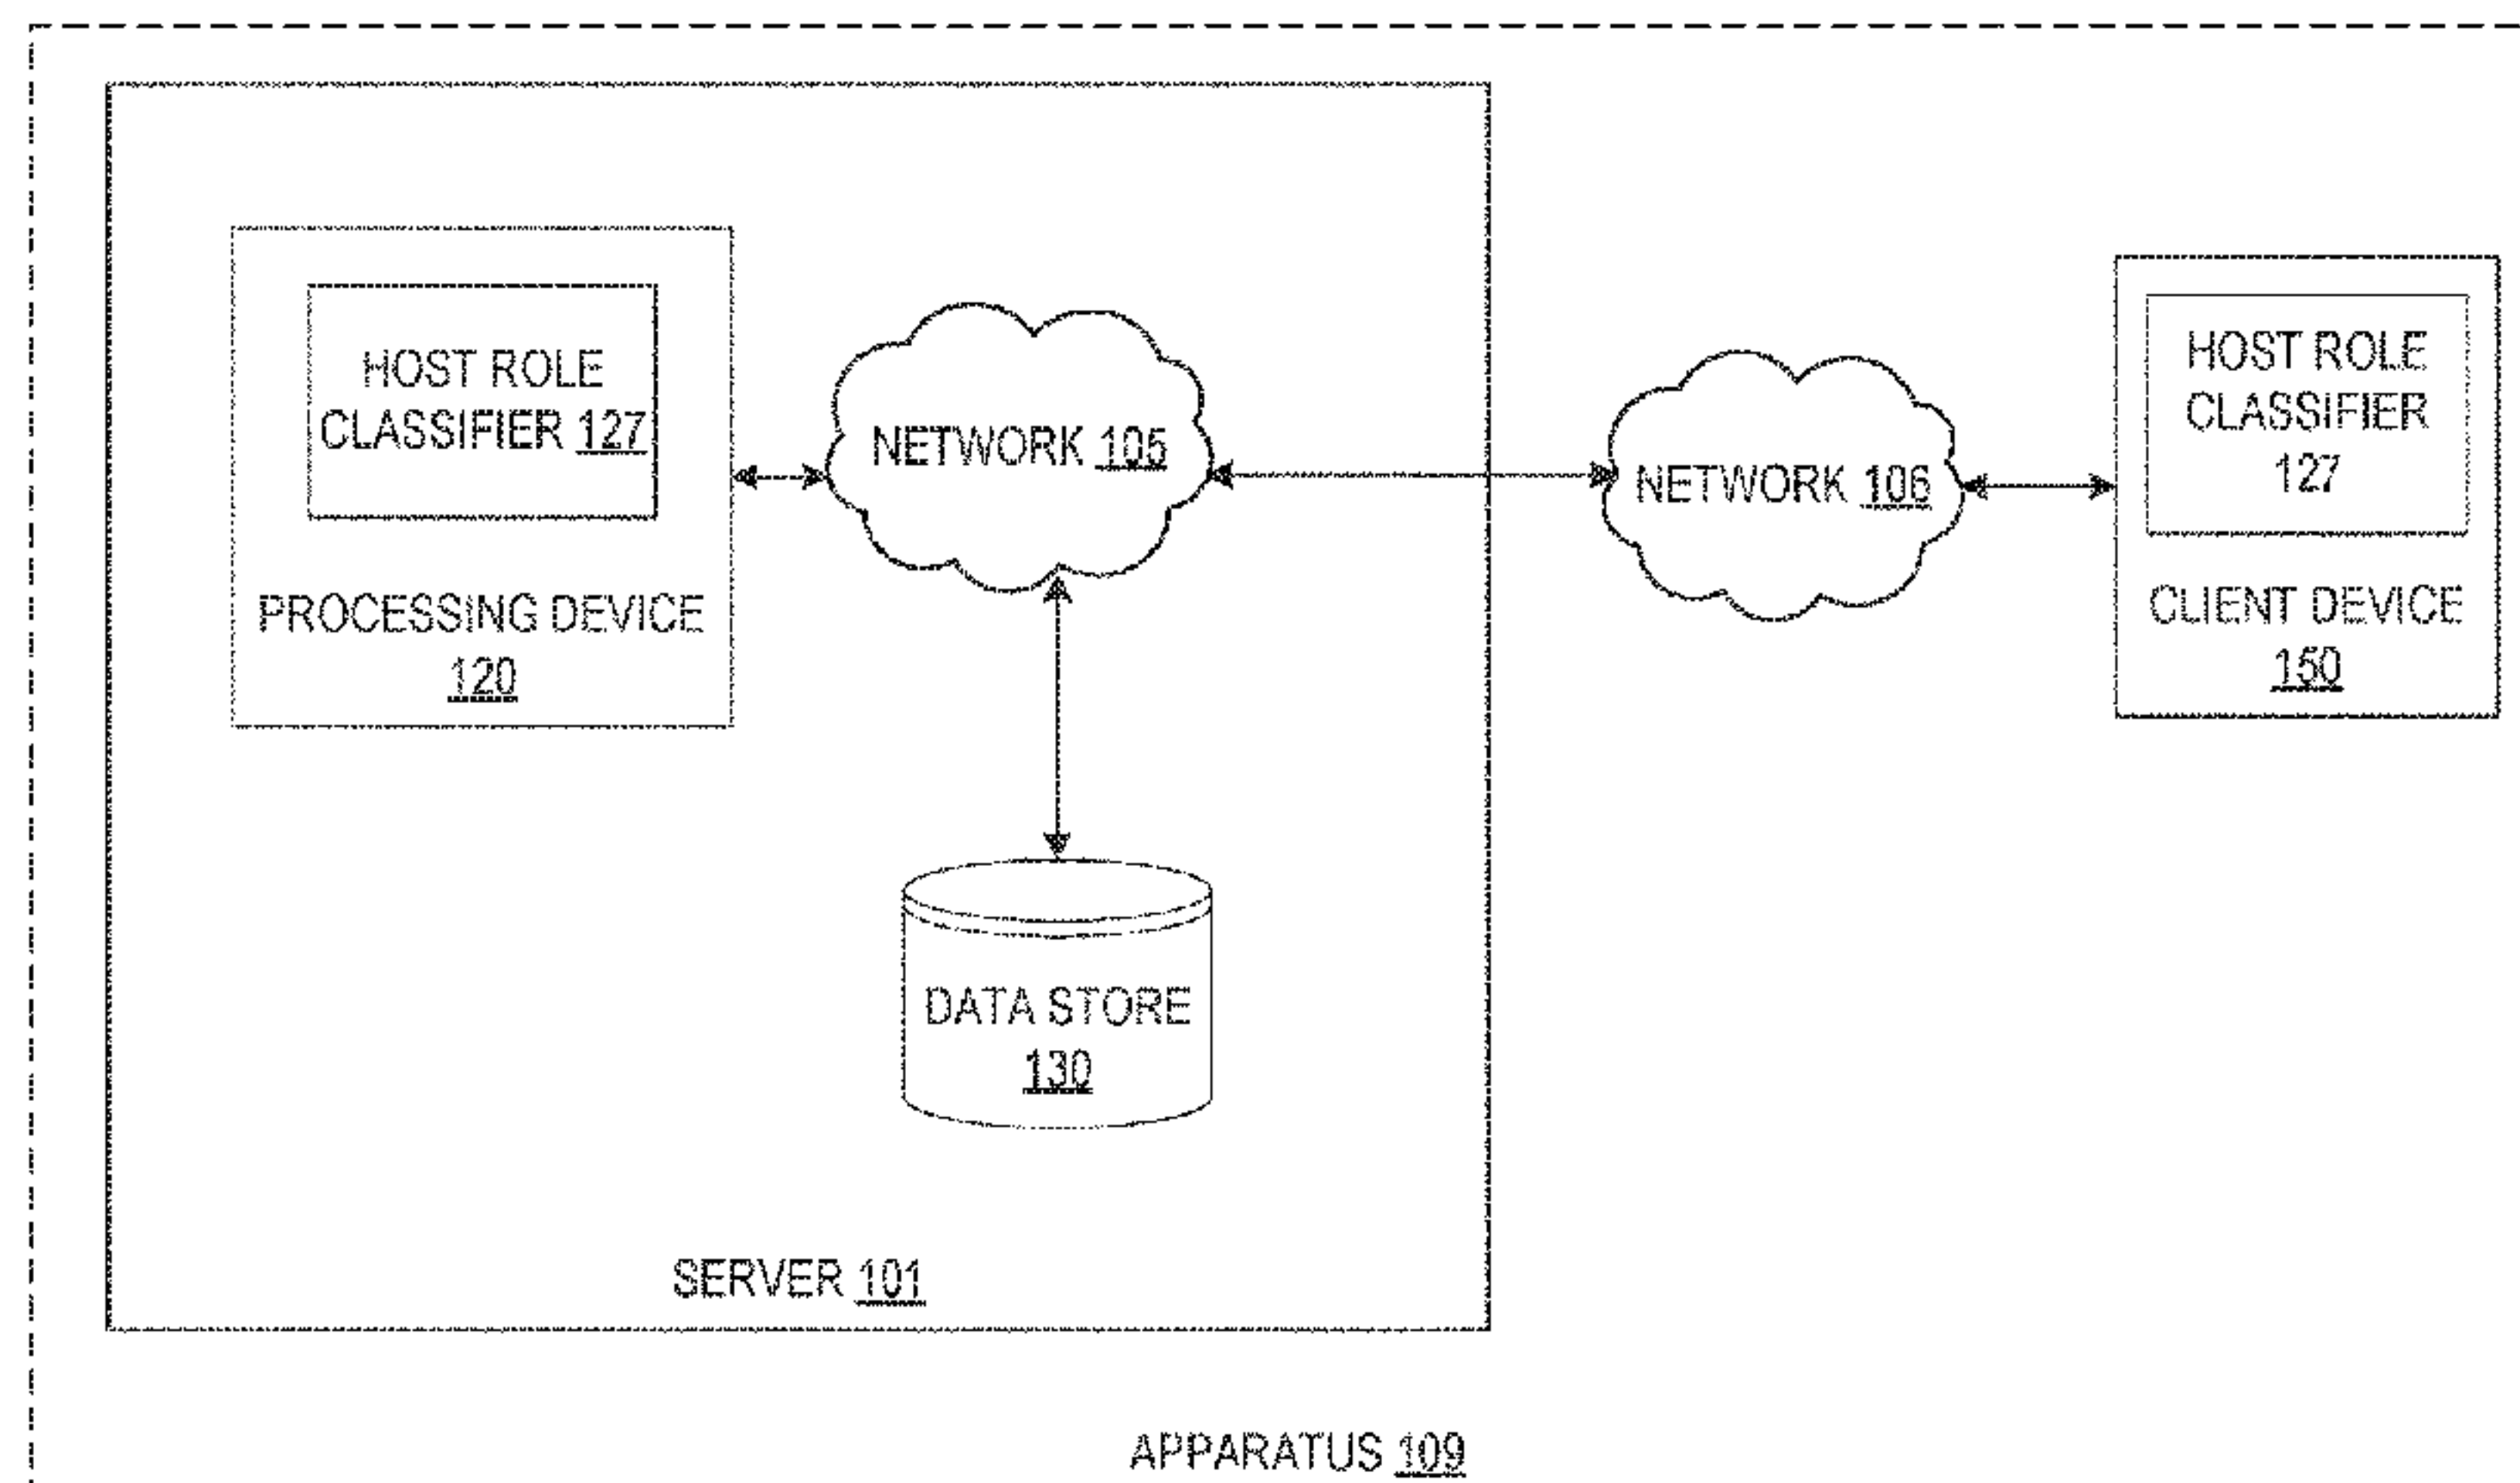 HOST ROLE
CLASSIFIER 127
PROCESSING DEVICE
120
NETWORK 105
NETWORK 106
HOST ROLE
CLASSIFIER
127
CLIENT DEVICE
150
DATA STORE
130
SERVER 101
APPARATUS 109